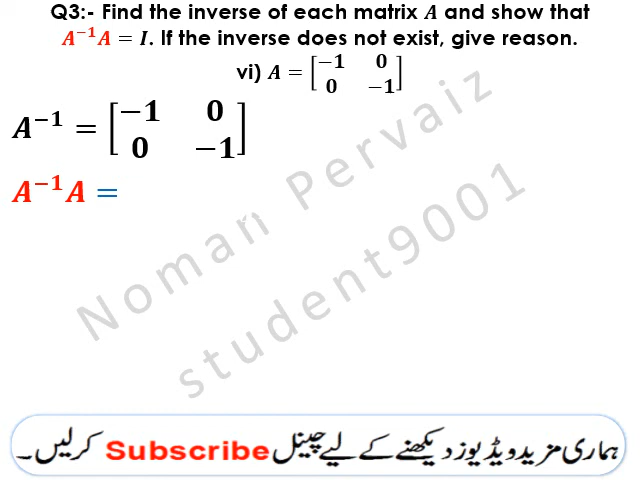 Q3:- Find the inverse of each matrix A and show that
A⁻¹A = I. If the inverse does not exist, give reason.
vi) A = [−1 0
0 −1]
A⁻¹ = [−1 0
0 −1]
A⁻¹A =
Noman Pervaiz
student9001
ہماری مزید ویڈیوز دیکھنے کے لیے چینل Subscribe کرلیں۔